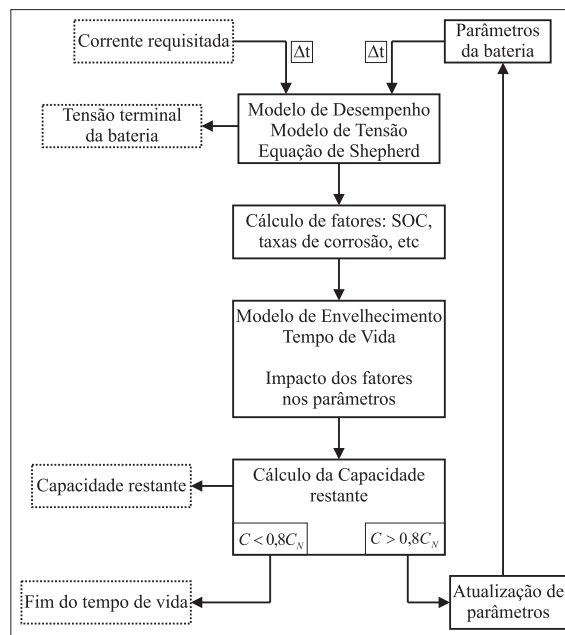 Corrente requisitada
Δt
Δt
Parâmetros
da bateria
Tensão terminal
da bateria
Modelo de Desempenho
Modelo de Tensão
Equação de Shepherd
Cálculo de fatores: SOC,
taxas de corrosão, etc
Modelo de Envelhecimento
Tempo de Vida
Impacto dos fatores
nos parâmetros
Capacidade restante
Cálculo da Capacidade
restante
C < 0,8C_N
C > 0,8C_N
Fim do tempo de vida
Atualização de
parâmetros